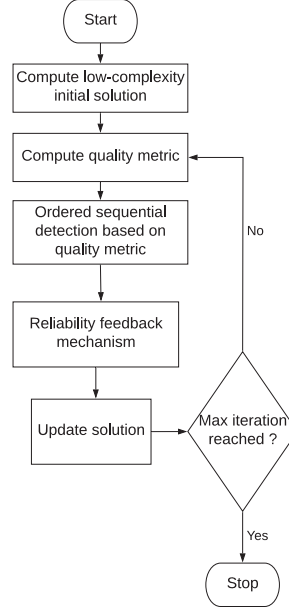 Start
Compute low-complexity
initial solution
Compute quality metric
Ordered sequential
detection based on
quality metric
No
Reliability feedback
mechanism
Update solution
Max iteration
reached ?
Yes
Stop